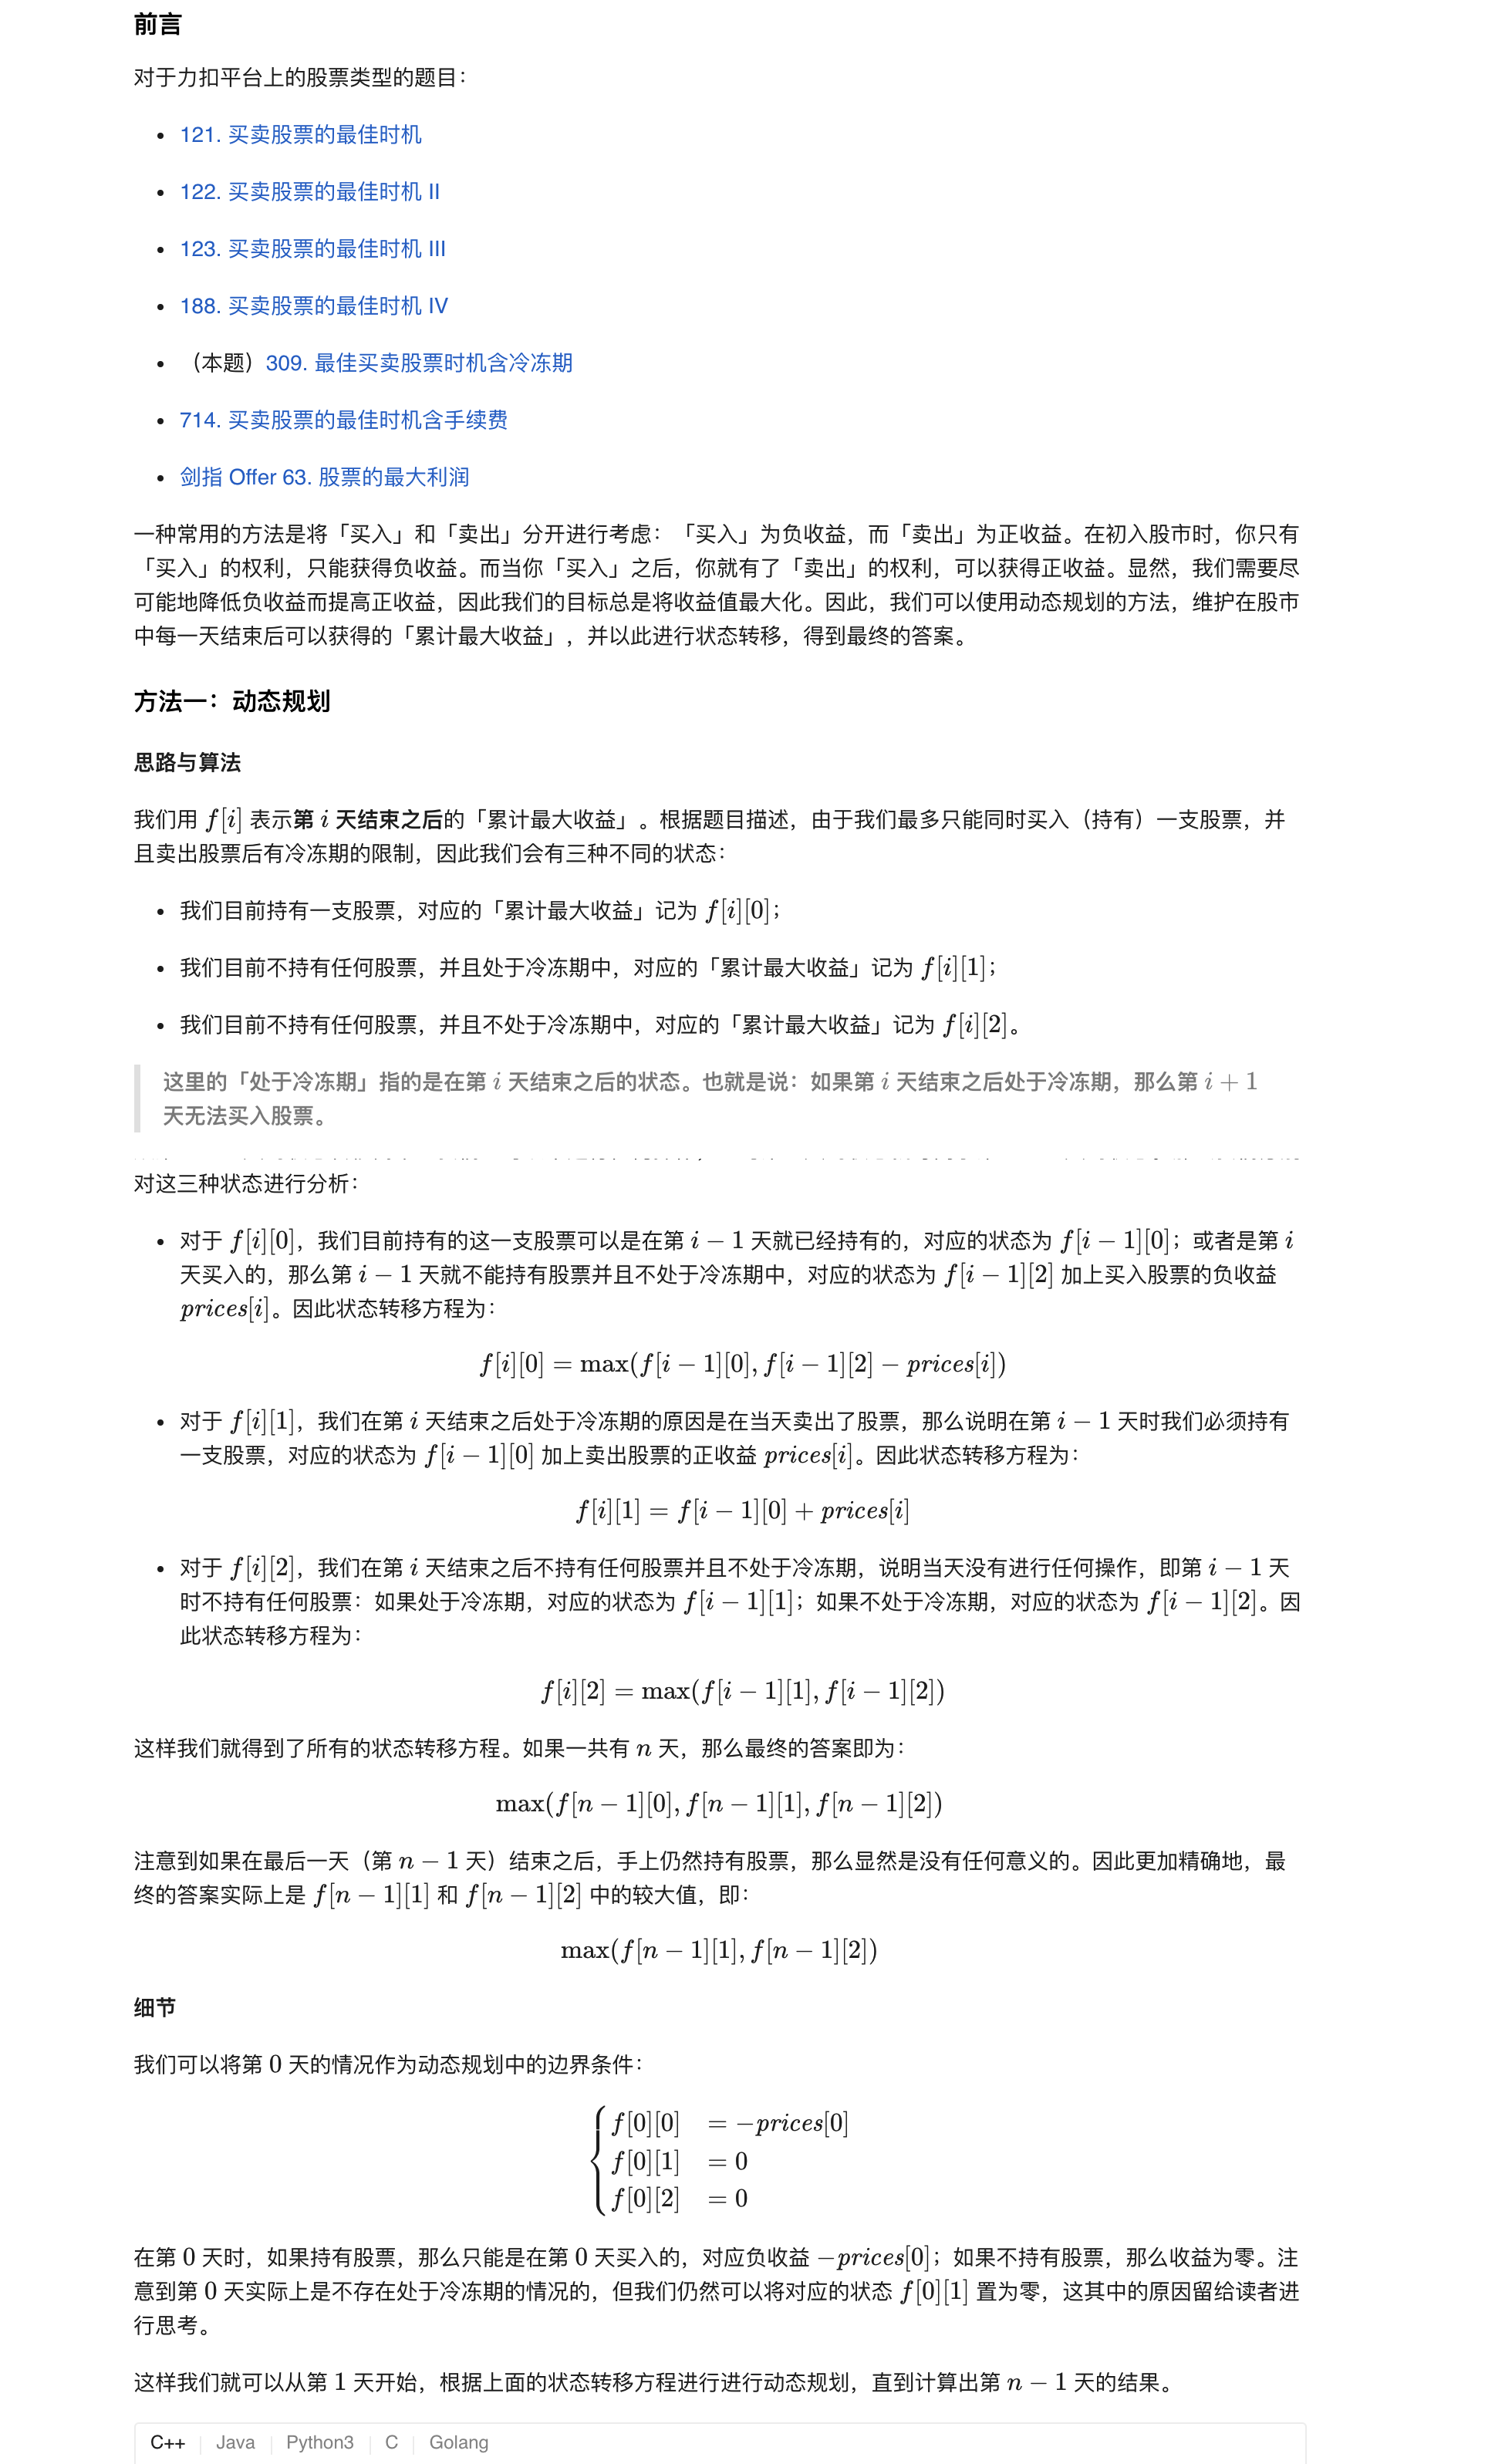 前言
对于力扣平台上的股票类型的题目：
• 121. 买卖股票的最佳时机
• 122. 买卖股票的最佳时机 II
• 123. 买卖股票的最佳时机 III
• 188. 买卖股票的最佳时机 IV
• （本题）309. 最佳买卖股票时机含冷冻期
• 714. 买卖股票的最佳时机含手续费
• 剑指 Offer 63. 股票的最大利润
一种常用的方法是将「买入」和「卖出」分开进行考虑：「买入」为负收益，而「卖出」为正收益。在初入股市时，你只有
「买入」的权利，只能获得负收益。而当你「买入」之后，你就有了「卖出」的权利，可以获得正收益。显然，我们需要尽
可能地降低负收益而提高正收益，因此我们的目标总是将收益值最大化。因此，我们可以使用动态规划的方法，维护在股市
中每一天结束后可以获得的「累计最大收益」，并以此进行状态转移，得到最终的答案。
方法一：动态规划
思路与算法
我们用 f[i] 表示第 i 天结束之后的「累计最大收益」。根据题目描述，由于我们最多只能同时买入（持有）一支股票，并
且卖出股票后有冷冻期的限制，因此我们会有三种不同的状态：
• 我们目前持有一支股票，对应的「累计最大收益」记为 f[i][0]；
• 我们目前不持有任何股票，并且处于冷冻期中，对应的「累计最大收益」记为 f[i][1]；
• 我们目前不持有任何股票，并且不处于冷冻期中，对应的「累计最大收益」记为 f[i][2]。
这里的「处于冷冻期」指的是在第 i 天结束之后的状态。也就是说：如果第 i 天结束之后处于冷冻期，那么第 i + 1
天无法买入股票。
对这三种状态进行分析：
• 对于 f[i][0]，我们目前持有的这一支股票可以是在第 i − 1 天就已经持有的，对应的状态为 f[i − 1][0]；或者是第 i
天买入的，那么第 i − 1 天就不能持有股票并且不处于冷冻期中，对应的状态为 f[i − 1][2] 加上买入股票的负收益
prices[i]。因此状态转移方程为：
f[i][0] = max(f[i − 1][0], f[i − 1][2] − prices[i])
• 对于 f[i][1]，我们在第 i 天结束之后处于冷冻期的原因是在当天卖出了股票，那么说明在第 i − 1 天时我们必须持有
一支股票，对应的状态为 f[i − 1][0] 加上卖出股票的正收益 prices[i]。因此状态转移方程为：
f[i][1] = f[i − 1][0] + prices[i]
• 对于 f[i][2]，我们在第 i 天结束之后不持有任何股票并且不处于冷冻期，说明当天没有进行任何操作，即第 i − 1 天
时不持有任何股票：如果处于冷冻期，对应的状态为 f[i − 1][1]；如果不处于冷冻期，对应的状态为 f[i − 1][2]。因
此状态转移方程为：
f[i][2] = max(f[i − 1][1], f[i − 1][2])
这样我们就得到了所有的状态转移方程。如果一共有 n 天，那么最终的答案即为：
max(f[n − 1][0], f[n − 1][1], f[n − 1][2])
注意到如果在最后一天（第 n − 1 天）结束之后，手上仍然持有股票，那么显然是没有任何意义的。因此更加精确地，最
终的答案实际上是 f[n − 1][1] 和 f[n − 1][2] 中的较大值，即：
max(f[n − 1][1], f[n − 1][2])
细节
我们可以将第 0 天的情况作为动态规划中的边界条件：
f[0][0] = −prices[0]
f[0][1] = 0
f[0][2] = 0
在第 0 天时，如果持有股票，那么只能是在第 0 天买入的，对应负收益 −prices[0]；如果不持有股票，那么收益为零。注
意到第 0 天实际上是不存在处于冷冻期的情况的，但我们仍然可以将对应的状态 f[0][1] 置为零，这其中的原因留给读者进
行思考。
这样我们就可以从第 1 天开始，根据上面的状态转移方程进行进行动态规划，直到计算出第 n − 1 天的结果。
C++ Java Python3 C Golang